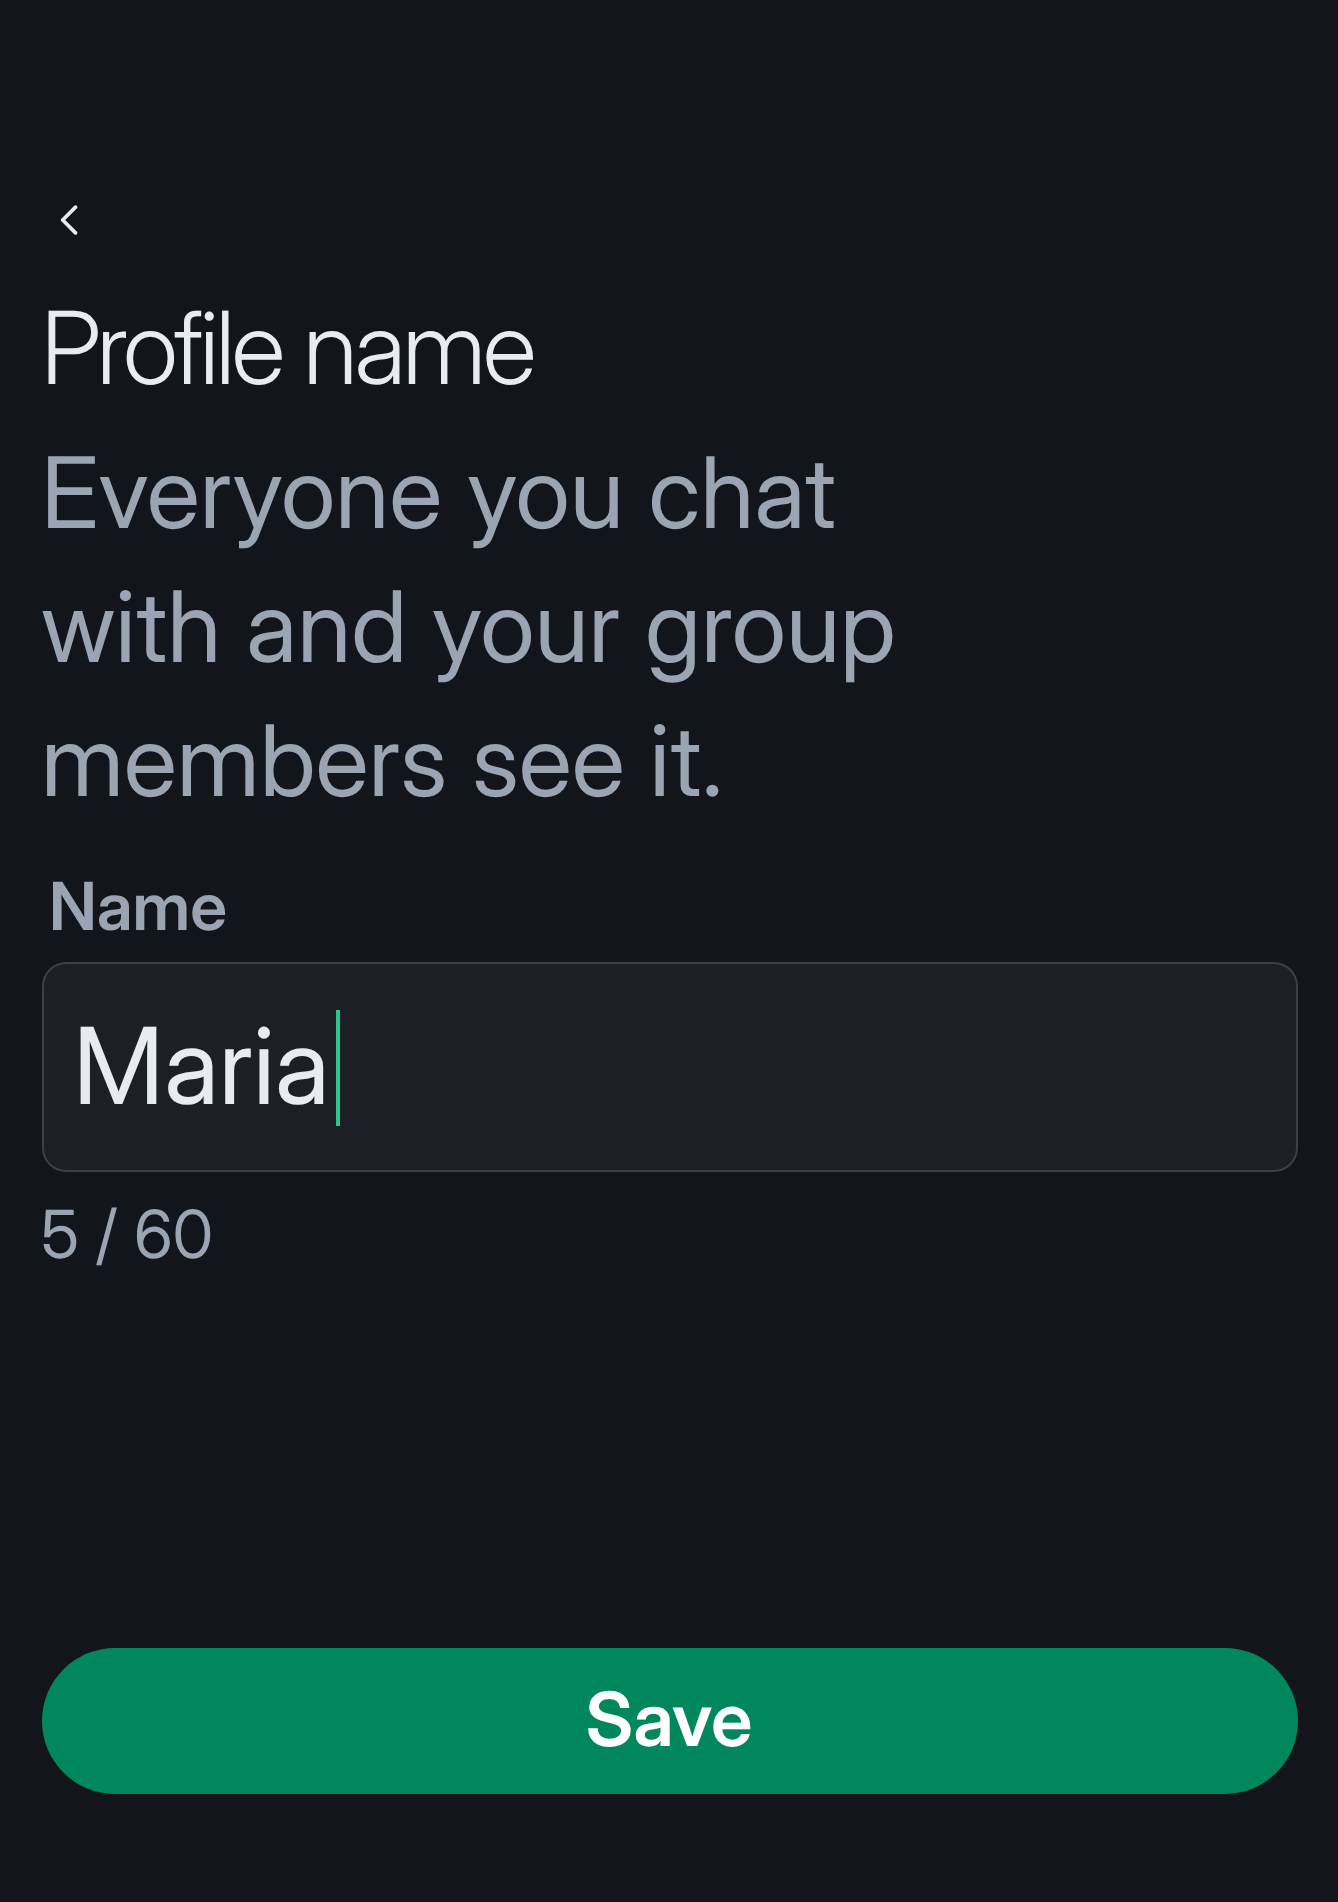 Profile name
Everyone you chat
with and your group
members see it.
Name
Maria
5 / 60
Save